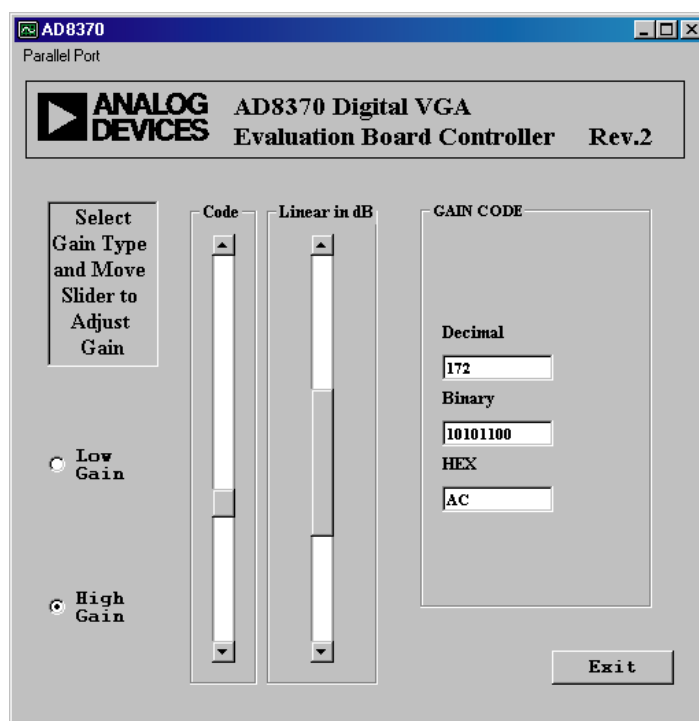 AD8370
Parallel Port
ANALOG
DEVICES
AD8370 Digital VGA
Evaluation Board Controller Rev.2
Select
Gain Type
and Move
Slider to
Adjust
Gain
Code
Linear in dB
GAIN CODE
Decimal
172
Binary
10101100
HEX
AC
Low
Gain
High
Gain
Exit